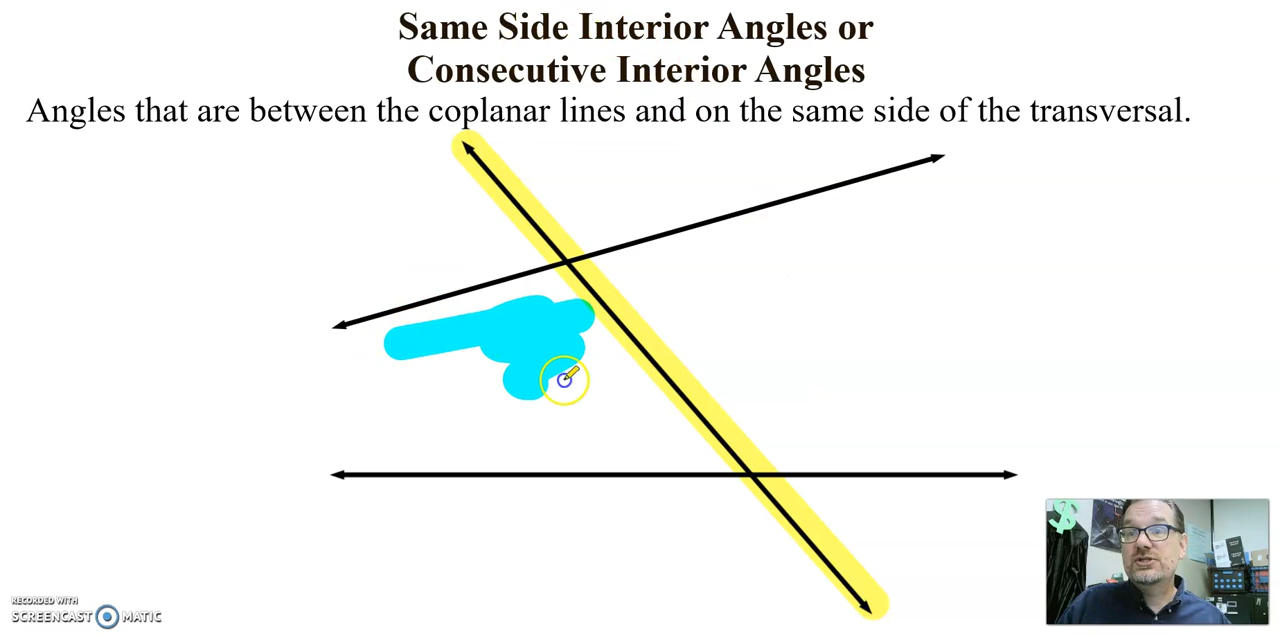 Same Side Interior Angles or
Consecutive Interior Angles
Angles that are between the coplanar lines and on the same side of the transversal.
$
RECORDED WITH
SCREENCAST MATIC